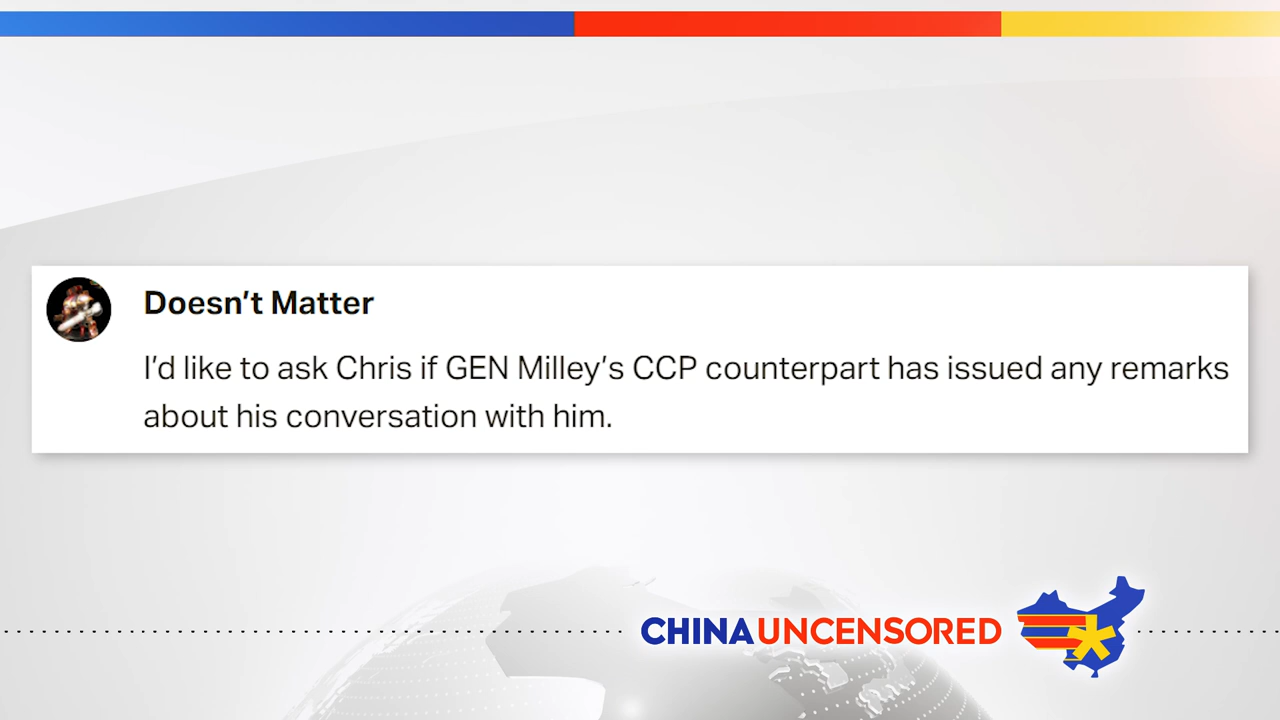 Doesn't Matter
I'd like to ask Chris if GEN Milley's CCP counterpart has issued any remarks
about his conversation with him.
CHINAUNCENSORED